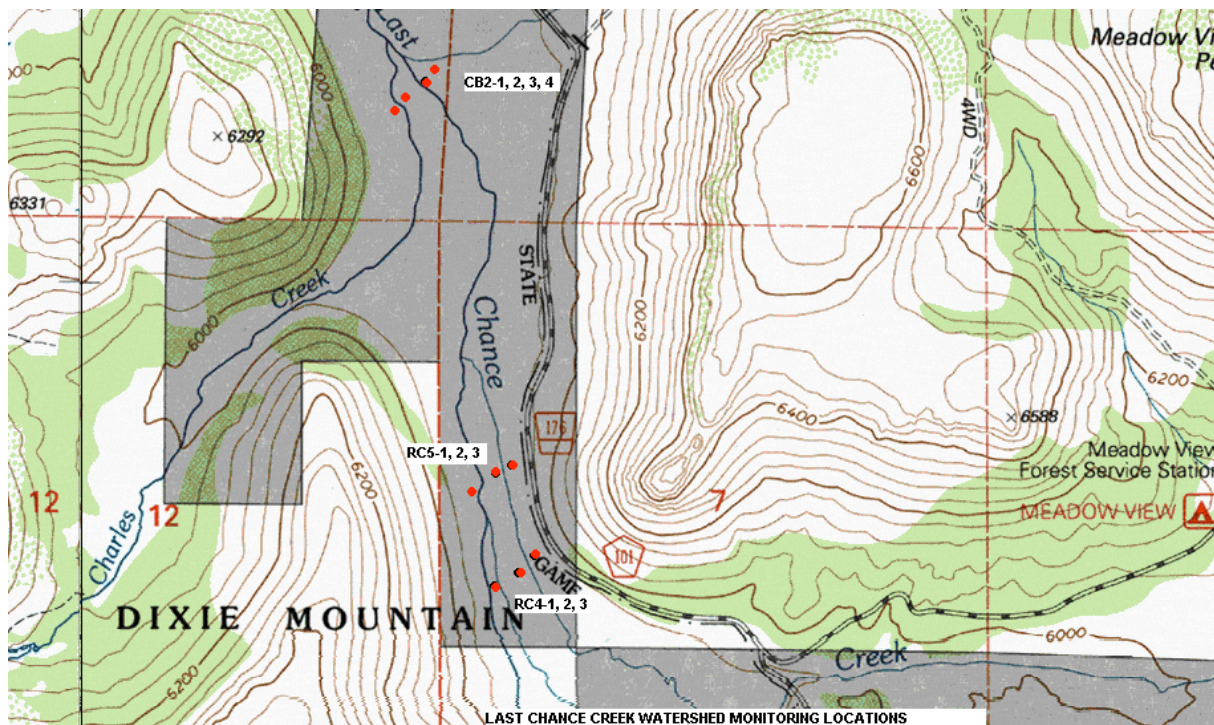 Last
Meadow Vi
Pe
CB2-1, 2, 3, 4
6000
000
6292
4WD
6600
6331
STATE
Creek
Chance
6000
6200
6200
6400
6588
176
RC5-1, 2, 3
6200
Meadow View
Forest Service Station
12
12
7
MEADOW VIEW
Charles
101
GAME
RC4-1, 2, 3
DIXIE MOUNTAIN
6000
Creek
6200
LAST CHANCE CREEK WATERSHED MONITORING LOCATIONS